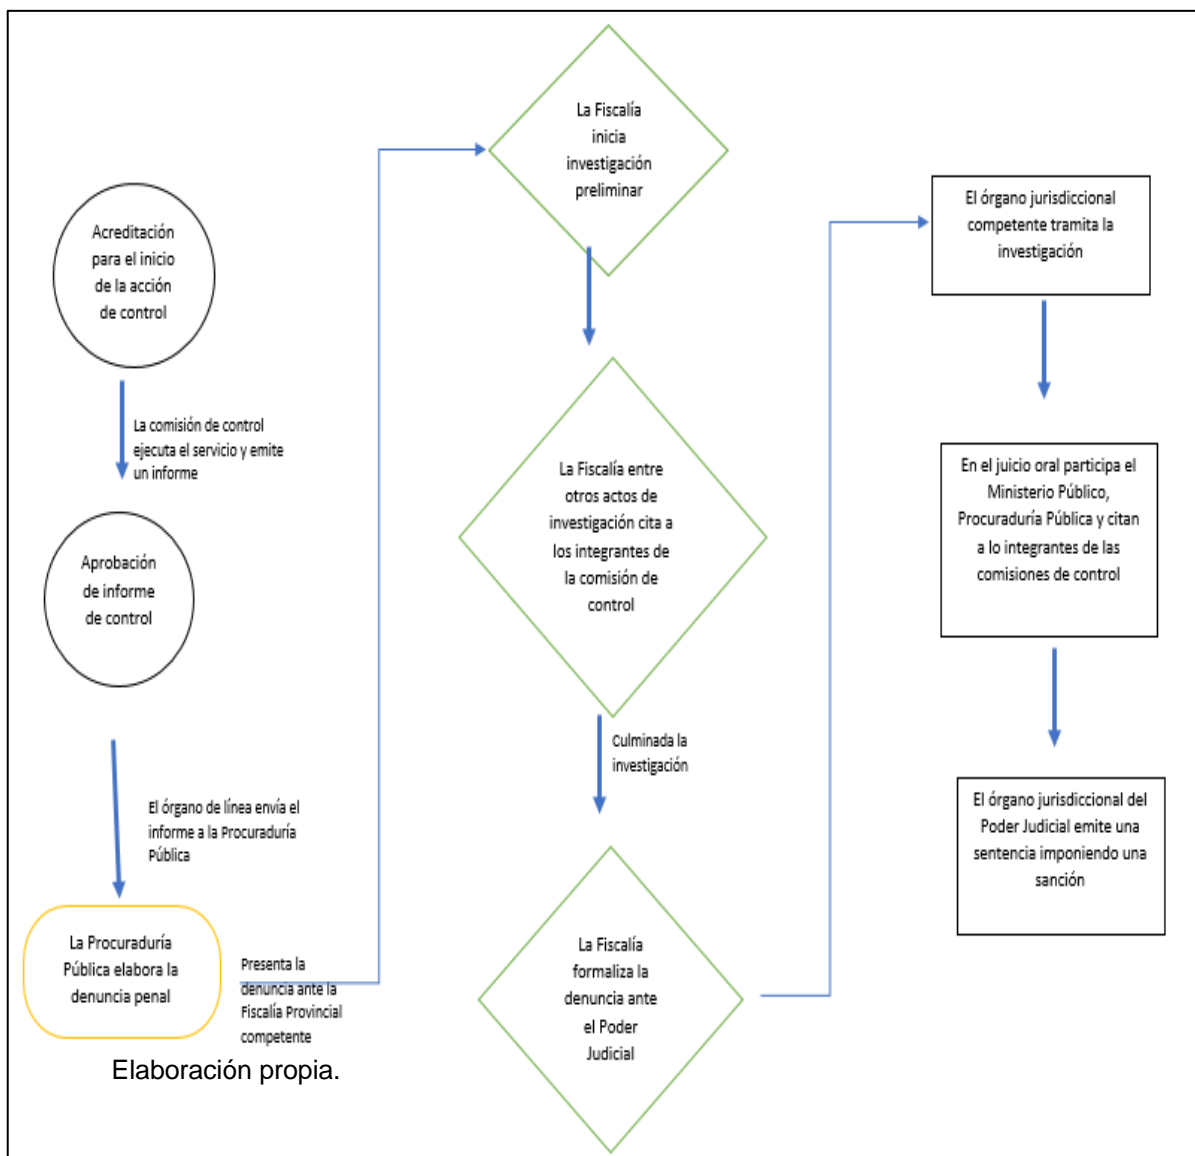 Acreditación
para el inicio
de la acción
de control
La comisión de control
ejecuta el servicio y emite
un informe
Aprobación
de informe
de control
El órgano de línea envía el
informe a la Procuraduría
Pública
La Procuraduría
Pública elabora la
denuncia penal
Presenta la
denuncia ante la
Fiscalía Provincial
competente
La Fiscalía
inicia
investigación
preliminar
La Fiscalía entre
otros actos de
investigación cita a
los integrantes de
la comisión de
control
Culminada la
investigación
La Fiscalía
formaliza la
denuncia ante
el Poder
Judicial
El órgano jurisdiccional
competente tramita la
investigación
En el juicio oral participa el
Ministerio Público,
Procuraduría Pública y citan
a lo integrantes de las
comisiones de control
El órgano jurisdiccional del
Poder Judicial emite una
sentencia imponiendo una
sanción
Elaboración propia.